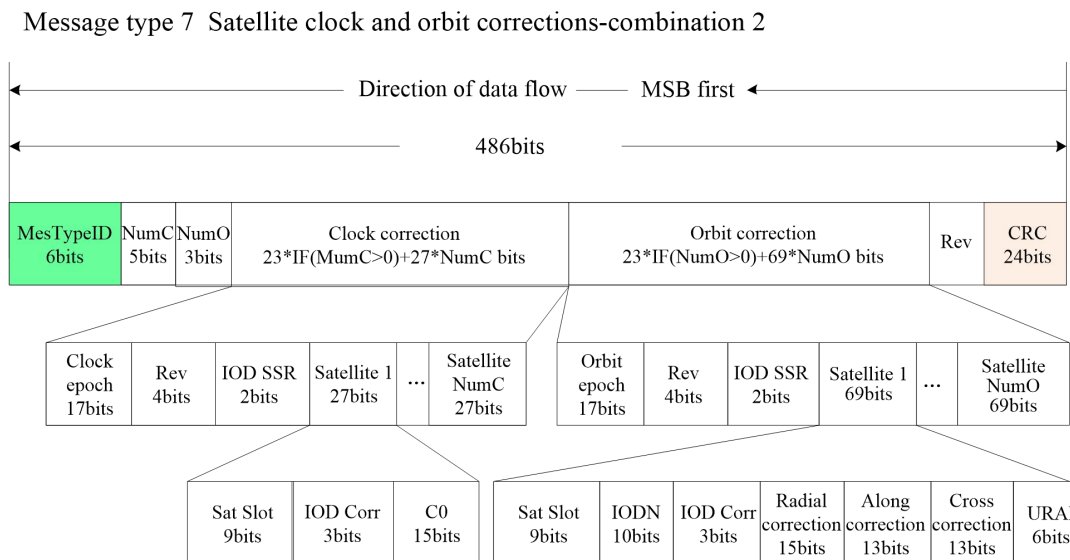 Message type 7 Satellite clock and orbit corrections-combination 2
Direction of data flow MSB first
486bits
MesTypeID
6bits
NumC
5bits
NumO
3bits
Clock correction
23*IF(MumC>0)+27*NumC bits
Orbit correction
23*IF(NumO>0)+69*NumO bits
Rev
CRC
24bits
Clock
epoch
17bits
Rev
4bits
IOD SSR
2bits
Satellite 1
27bits
...
Satellite
NumC
27bits
Orbit
epoch
17bits
Rev
4bits
IOD SSR
2bits
Satellite 1
69bits
...
Satellite
NumO
69bits
Sat Slot
9bits
IOD Corr
3bits
C0
15bits
Sat Slot
9bits
IODN
10bits
IOD Corr
3bits
Radial
correction
15bits
Along
correction
13bits
Cross
correction
13bits
6bits